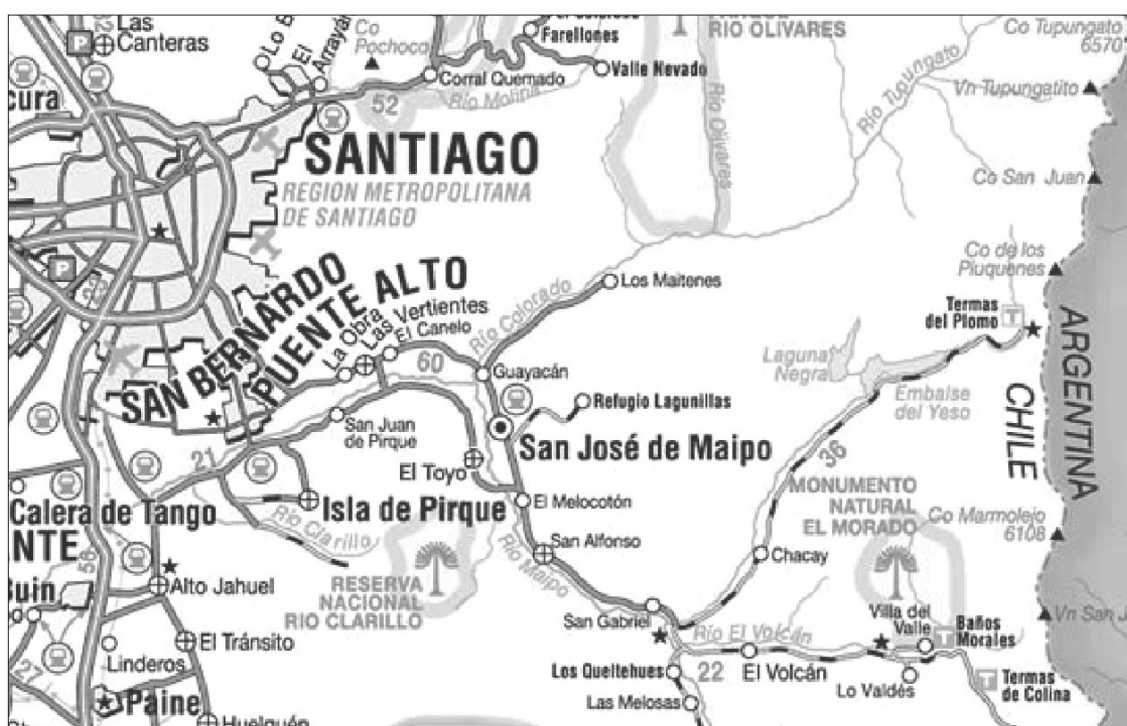 Las
Canteras
Lo B
El
Arrayá
Co
Pochoco
Farellones
Corral Quemado
Valle Nevado
Río Molina
52
RIO OLIVARES
Río Olivares
Río Tupungato
Co Tupungato
6570
Vn Tupungatito
Co San Juan
Co de los
Piuquenes
cura
P
SANTIAGO
REGION METROPOLITANA
DE SANTIAGO
P
SAN BERNARDO
PUENTE ALTO
La Obra
Las Vertientes
El Canelo
60
Río Colorado
Los Maitenes
Guayacán
Refugio Lagunillas
San José de Maipo
San Juan
de Pirque
El Toyo
21
Isla de Pirque
Río Clarillo
El Melocotón
San Alfonso
Río Maipo
RESERVA
NACIONAL
RIO CLARILLO
Termas
del Plomo
T
Laguna
Negra
Embalse
del Yeso
36
ARGENTINA
CHILE
MONUMENTO
NATURAL
EL MORADO
Co Marmolejo
6108
Chacay
Vn San J
Calera de Tango
NTE
Buin
Alto Jahuel
El Tránsito
Linderos
27
Paine
Huelquén
San Gabriel
Río El Volcán
22
El Volcán
Villa del
Valle
T
Baños
Morales
Lo Valdés
T
Termas
de Colina
Los Queltehues
Las Melosas